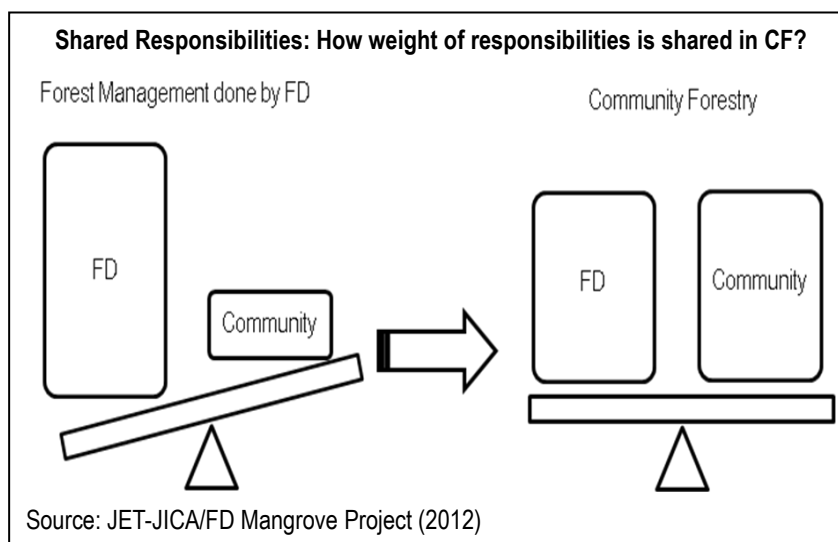 Shared Responsibilities: How weight of responsibilities is shared in CF?
Forest Management done by FD
Community Forestry
FD
Community
FD
Community
Source: JET-JICA/FD Mangrove Project (2012)